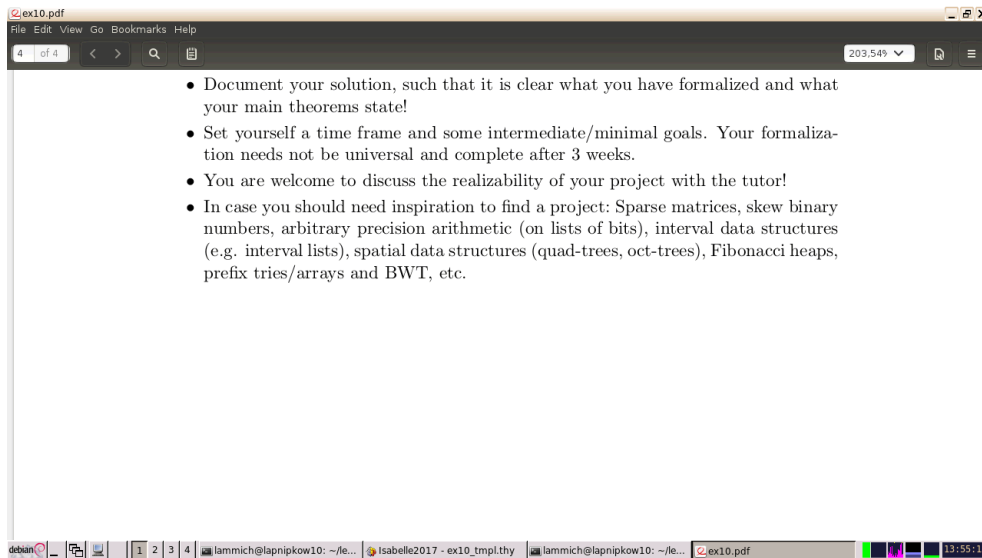 ex10.pdf
File Edit View Go Bookmarks Help
4 of 4 203,54%
• Document your solution, such that it is clear what you have formalized and what
your main theorems state!
• Set yourself a time frame and some intermediate/minimal goals. Your formaliza-
tion needs not be universal and complete after 3 weeks.
• You are welcome to discuss the realizability of your project with the tutor!
• In case you should need inspiration to find a project: Sparse matrices, skew binary
numbers, arbitrary precision arithmetic (on lists of bits), interval data structures
(e.g. interval lists), spatial data structures (quad-trees, oct-trees), Fibonacci heaps,
prefix tries/arrays and BWT, etc.
debian 1 2 3 4 lammich@lapnipkow10: ~/le... Isabelle2017 - ex10_tmpl.thy lammich@lapnipkow10: ~/le... ex10.pdf 13:55:1